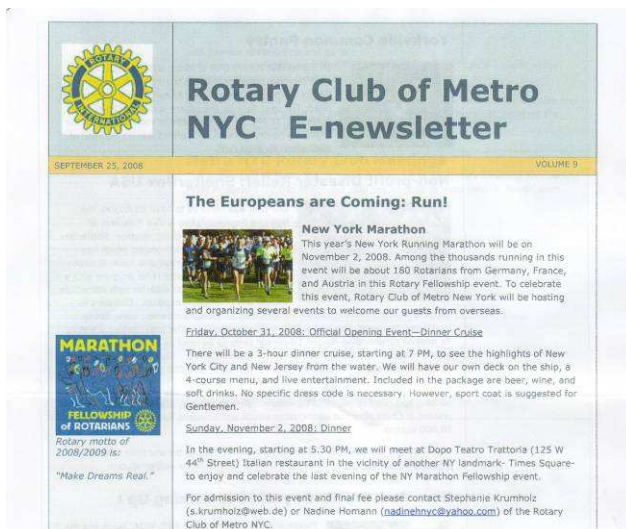 ROTARY
INTERNATIONAL
Rotary Club of Metro
NYC E-newsletter
SEPTEMBER 25, 2008
VOLUME 9
The Europeans are Coming: Run!
New York Marathon
This year's New York Running Marathon will be on
November 2, 2008. Among the thousands running in this
event will be about 180 Rotarians from Germany, France,
and Austria in this Rotary Fellowship event. To celebrate
this event, Rotary Club of Metro New York will be hosting
and organizing several events to welcome our guests from overseas.
Friday, October 31, 2008: Official Opening Event—Dinner Cruise
There will be a 3-hour dinner cruise, starting at 7 PM, to see the highlights of New
York City and New Jersey from the water. We will have our own deck on the ship, a
4-course menu, and live entertainment. Included in the package are beer, wine, and
soft drinks. No specific dress code is necessary. However, sport coat is suggested for
Gentlemen.
Sunday, November 2, 2008: Dinner
In the evening, starting at 5.30 PM, we will meet at Dopo Teatro Trattoria (125 W
44th Street) Italian restaurant in the vicinity of another NY landmark- Times Square-
to enjoy and celebrate the last evening of the NY Marathon Fellowship event.
For admission to this event and final fee please contact Stephanie Krumholz
(s.krumholz@web.de) or Nadine Homann (nadinehnyc@yahoo.com) of the Rotary
Club of Metro NYC.
MARATHON
FELLOWSHIP
of ROTARIANS
Rotary motto of
2008/2009 is:
"Make Dreams Real."